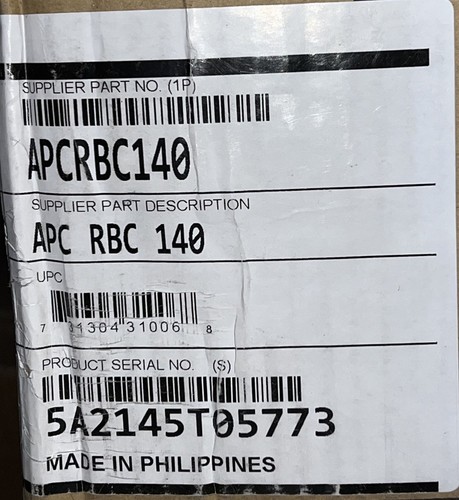 SUPPLIER PART NO. (1P)
APCRBC140
SUPPLIER PART DESCRIPTION
APC RBC 140
UPC
7 31304 31006 8
PRODUCT SERIAL NO. (S)
5A2145T05773
MADE IN PHILIPPINES